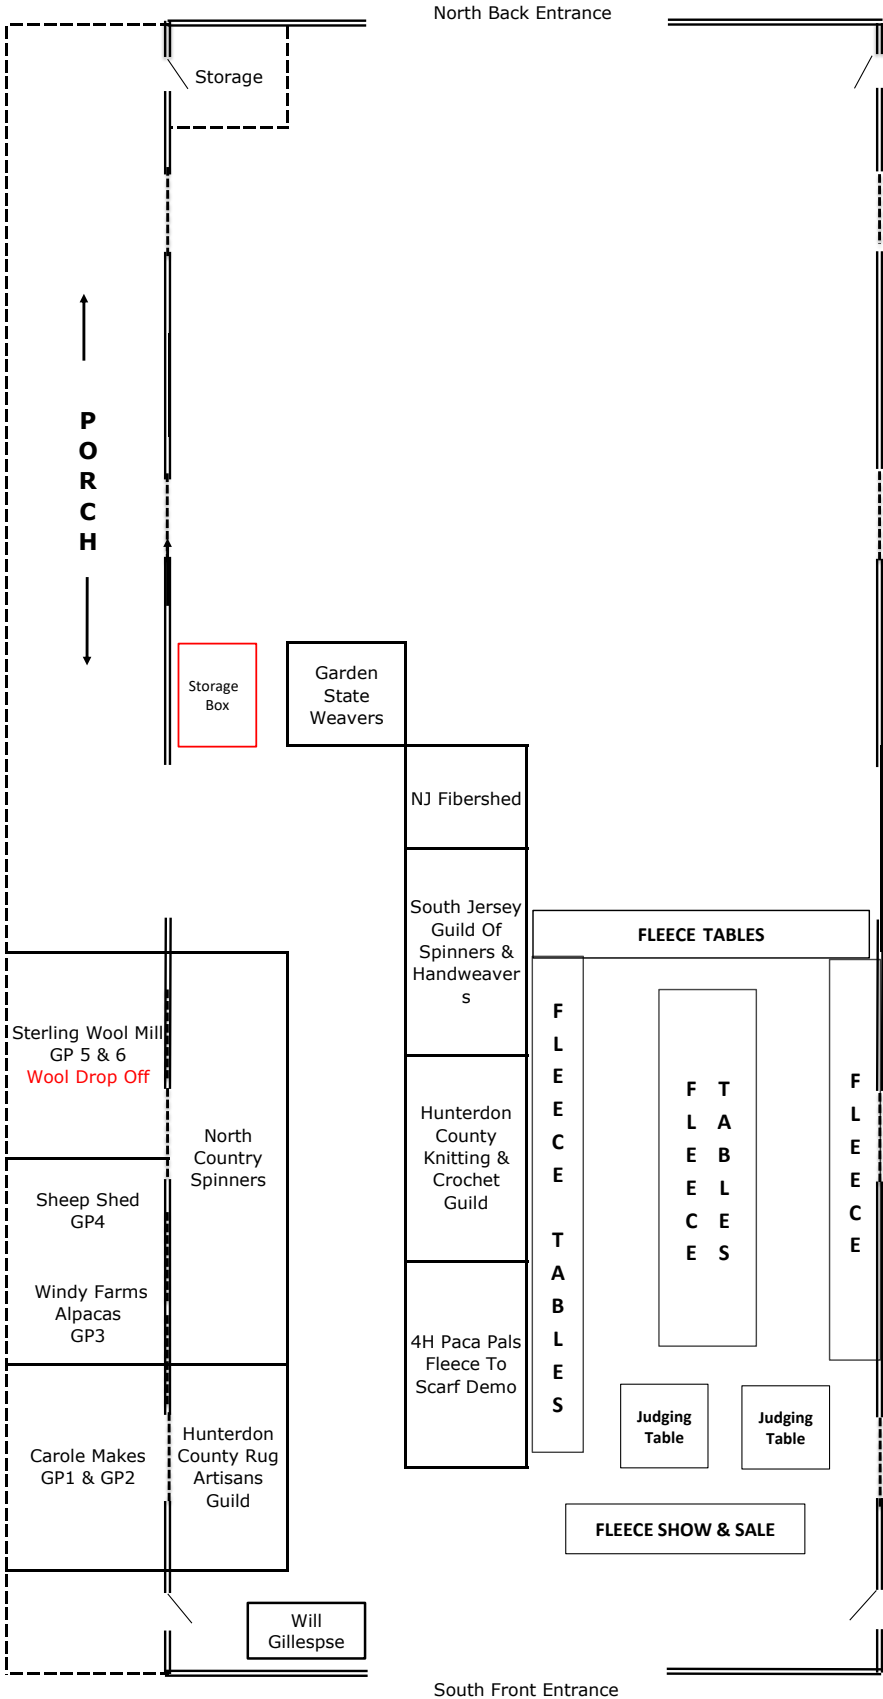 North Back Entrance
Storage
P
O
R
C
H
Storage
Box
Garden
State
Weavers
NJ Fibershed
South Jersey
Guild Of
Spinners &
Handweaver
s
FLEECE TABLES
Sterling Wool Mill
GP 5 & 6
Wool Drop Off
North
Country
Spinners
Sheep Shed
GP4
Windy Farms
Alpacas
GP3
Hunterdon
County
Knitting &
Crochet
Guild
F
L
E
E
C
E
T
A
B
L
E
S
F
L
E
E
C
E
T
A
B
L
E
S
F
L
E
E
C
E
4H Paca Pals
Fleece To
Scarf Demo
Judging
Table
Judging
Table
Carole Makes
GP1 & GP2
Hunterdon
County Rug
Artisans
Guild
FLEECE SHOW & SALE
Will
Gillespse
South Front Entrance